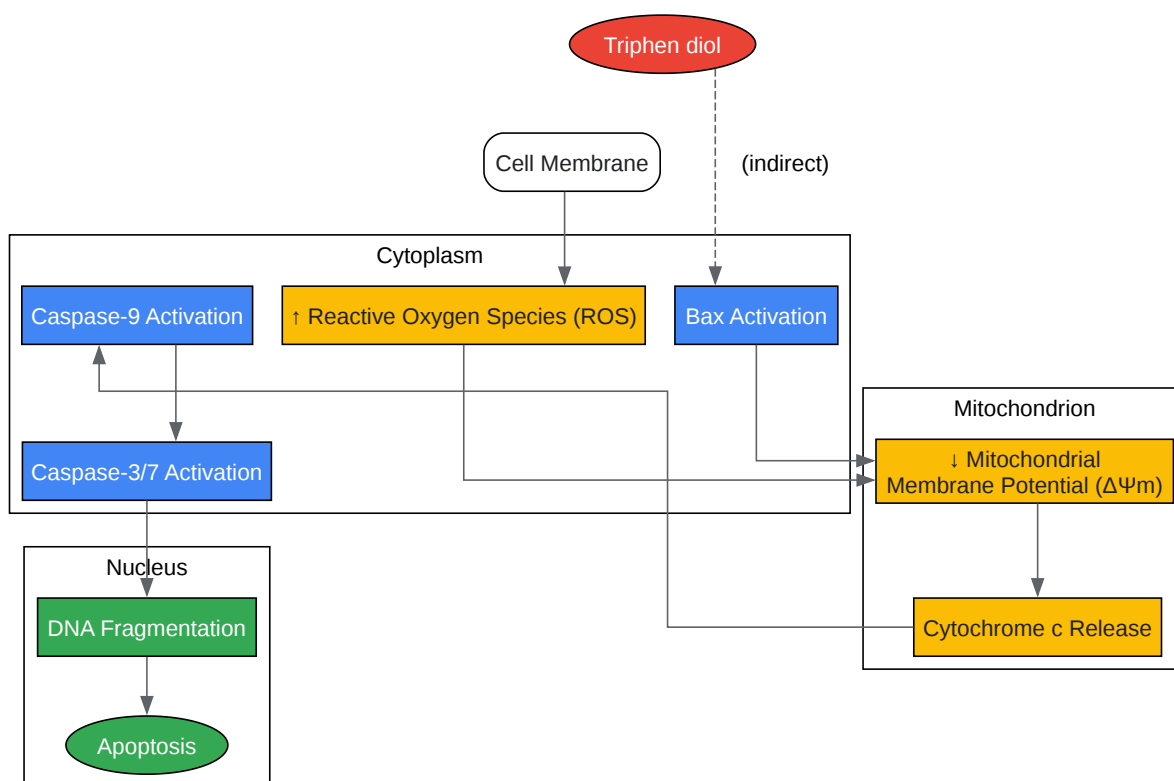 Triphen diol
Cell Membrane
(indirect)
Cytoplasm
Caspase-9 Activation
↑ Reactive Oxygen Species (ROS)
Bax Activation
Mitochondrion
Caspase-3/7 Activation
↓ Mitochondrial
Membrane Potential (ΔΨm)
Nucleus
DNA Fragmentation
Cytochrome c Release
Apoptosis